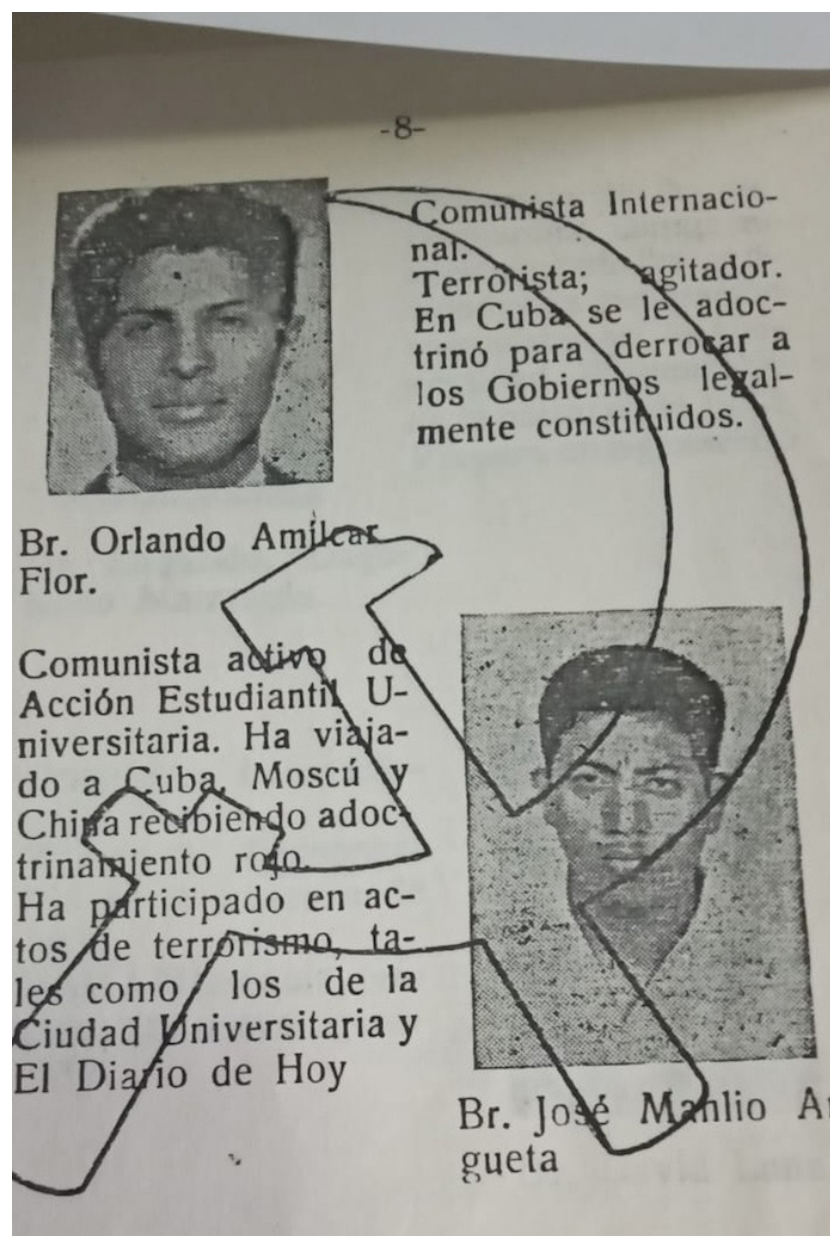 -8-
Comunista Internacio-
nal.
Terrorista; agitador.
En Cuba se le adoc-
trinó para derrocar a
los Gobiernos legal-
mente constituidos.
Br. Orlando Amílcar
Flor.
Comunista activo de
Acción Estudiantil U-
niversitaria. Ha viaja-
do a Cuba, Moscú y
China recibiendo adoc-
trinamiento rojo.
Ha participado en ac-
tos de terrorismo, ta-
les como los de la
Ciudad Universitaria y
El Diario de Hoy
Br. José Manlio
gueta